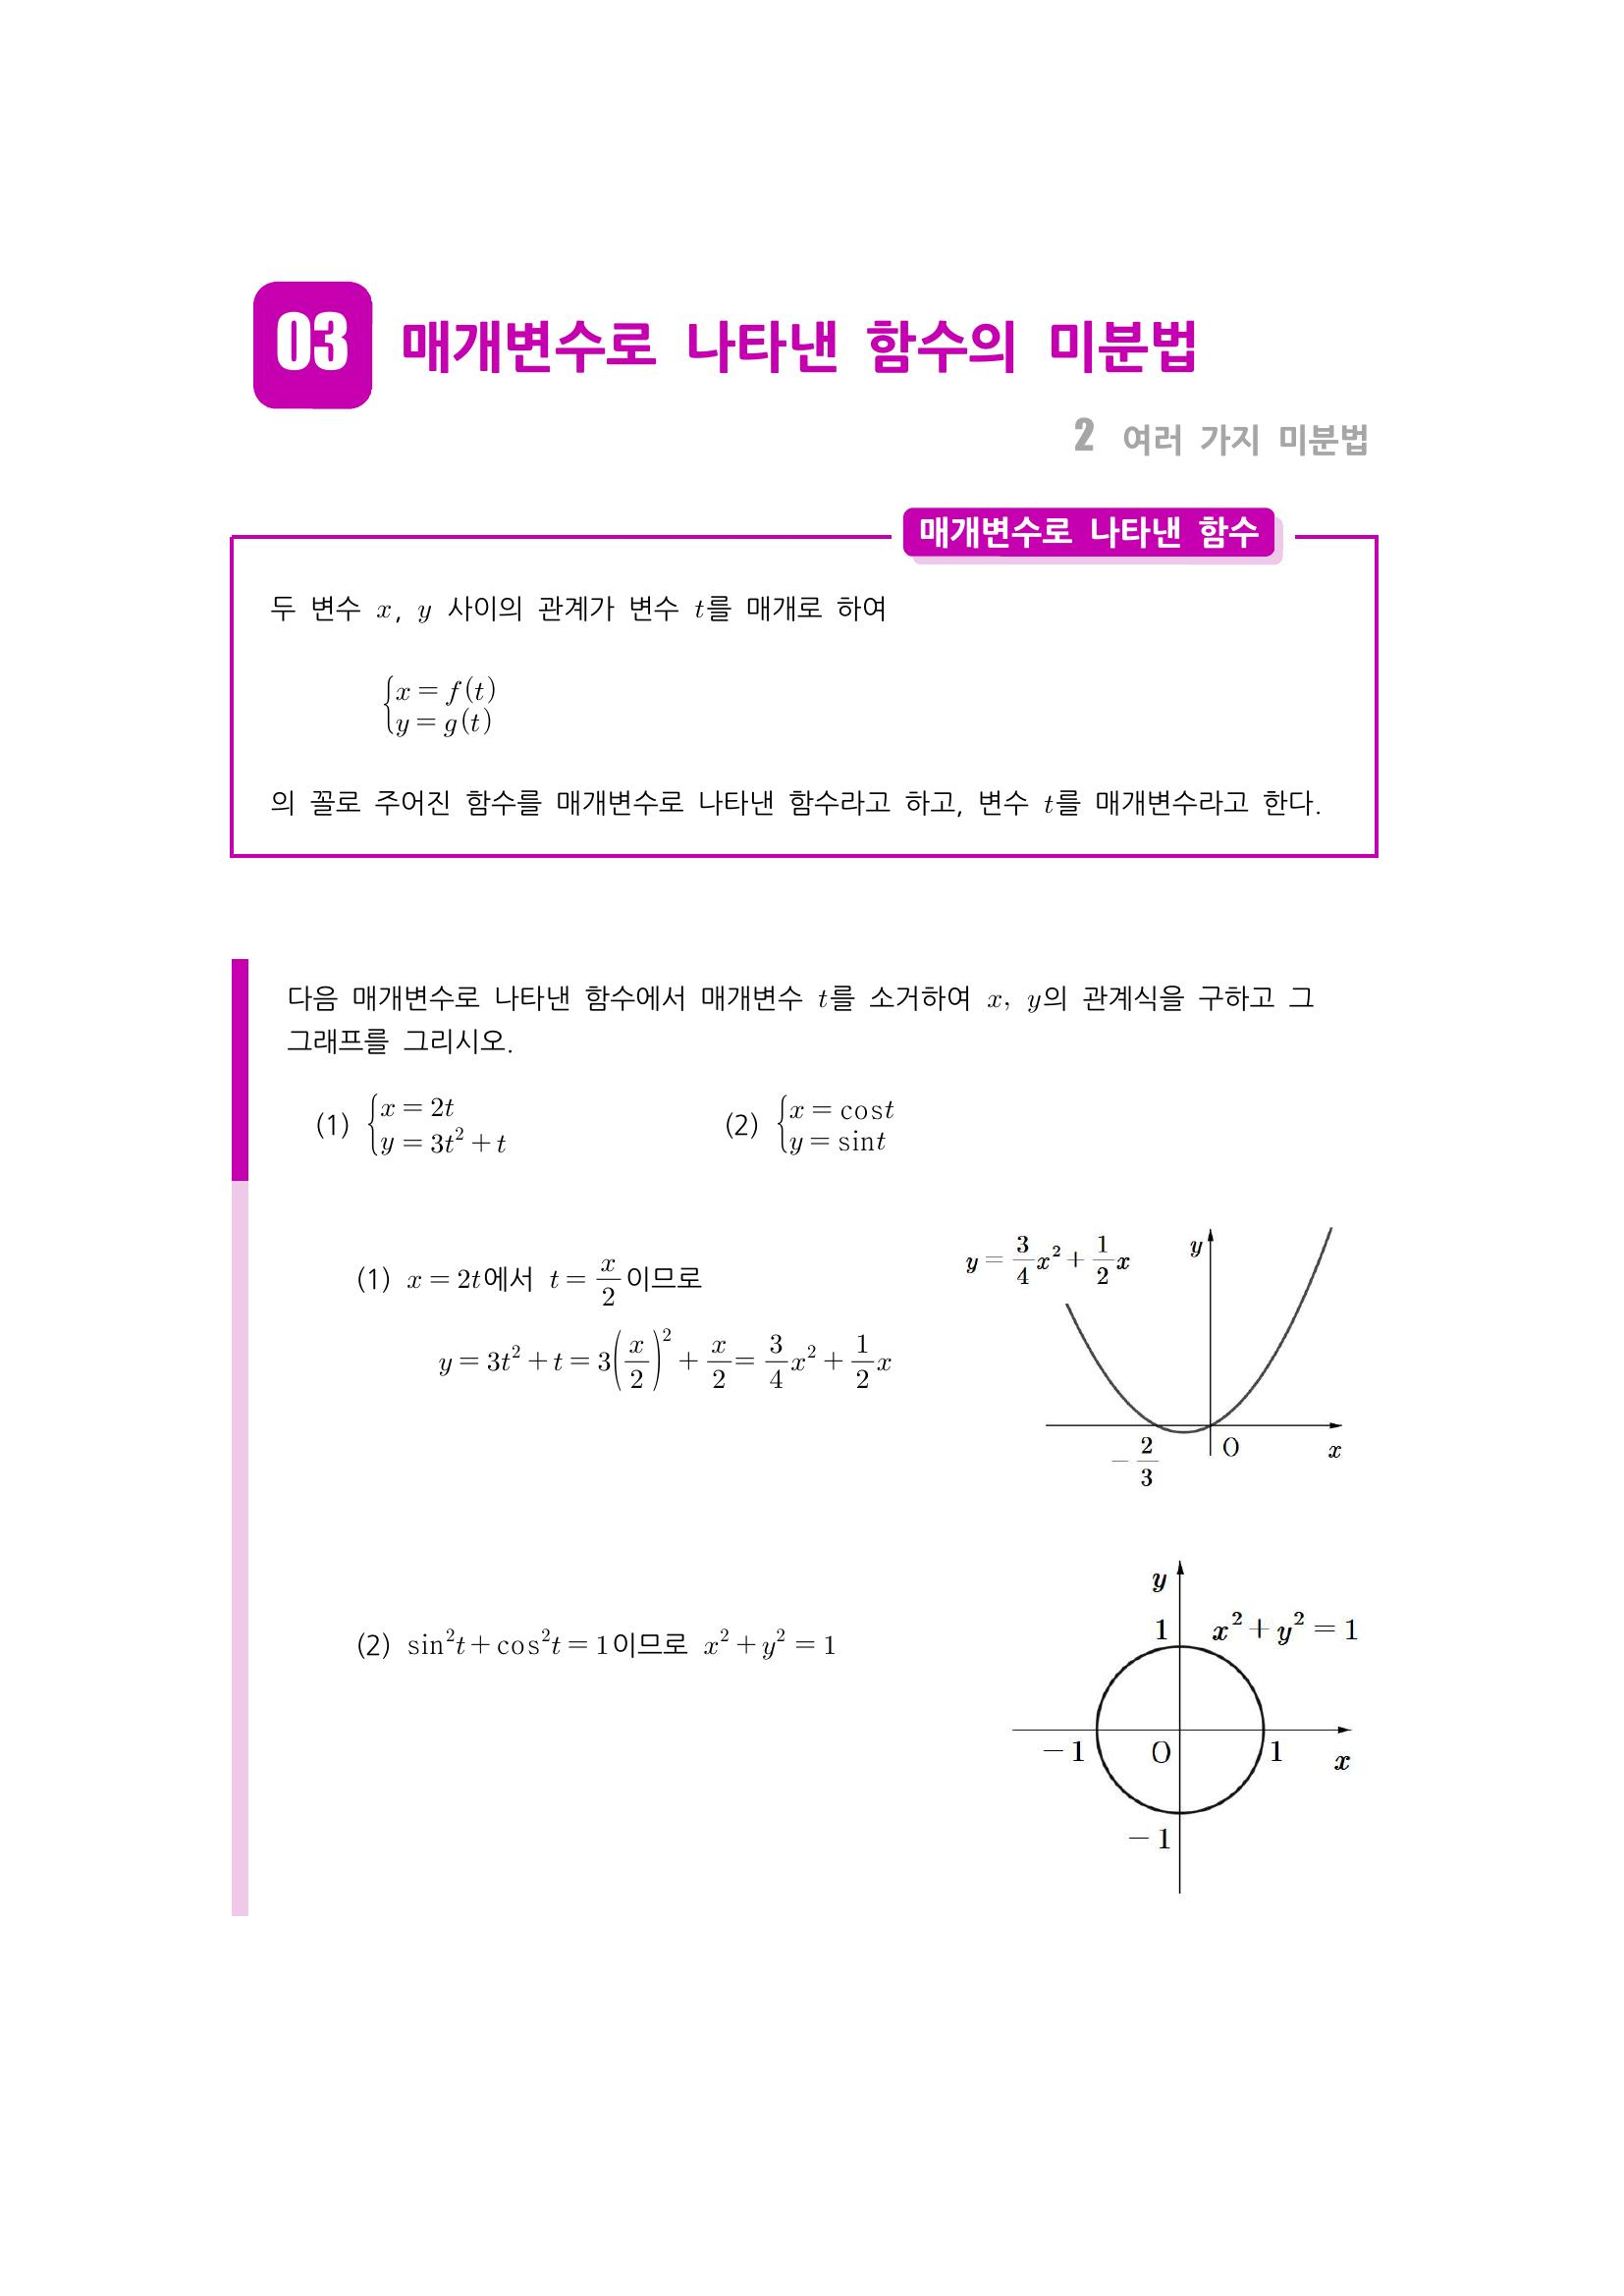 03 매개변수로 나타낸 함수의 미분법
2 여러 가지 미분법
매개변수로 나타낸 함수
두 변수 x, y 사이의 관계가 변수 t를 매개로 하여
{x = f(t)
{y = g(t)
의 꼴로 주어진 함수를 매개변수로 나타낸 함수라고 하고, 변수 t를 매개변수라고 한다.
다음 매개변수로 나타낸 함수에서 매개변수 t를 소거하여 x, y의 관계식을 구하고 그
그래프를 그리시오.
(1) {x = 2t
{y = 3t² + t
(2) {x = cost
{y = sint
(1) x = 2t에서 t = x/2 이므로
y = 3t² + t = 3(x/2)² + x/2 = 3/4 x² + 1/2 x
y = 3/4 x² + 1/2 x
y
-2/3
O
x
(2) sin²t + cos²t = 1이므로 x² + y² = 1
y
1
x² + y² = 1
-1
O
1
x
-1